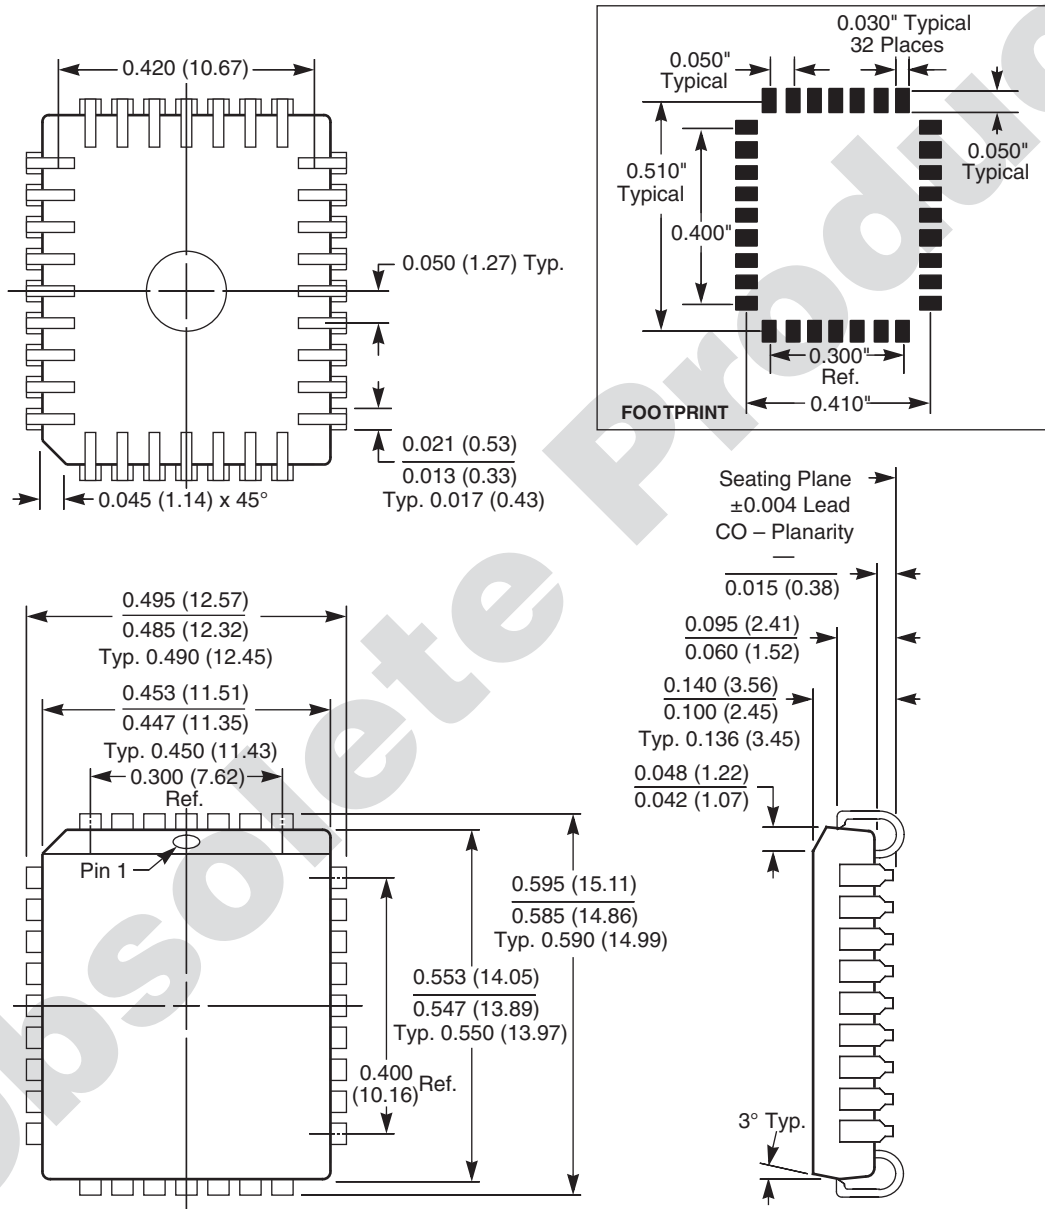 0.420 (10.67)
0.050 (1.27) Typ.
0.021 (0.53)
0.013 (0.33)
Typ. 0.017 (0.43)
0.045 (1.14) x 45°
0.030" Typical
32 Places
0.050"
Typical
0.050"
Typical
0.510"
Typical
0.400"
0.300"
Ref.
0.410"
FOOTPRINT
Seating Plane
±0.004 Lead
CO – Planarity
—
0.015 (0.38)
0.095 (2.41)
0.060 (1.52)
0.140 (3.56)
0.100 (2.45)
Typ. 0.136 (3.45)
0.048 (1.22)
0.042 (1.07)
3° Typ.
0.495 (12.57)
0.485 (12.32)
Typ. 0.490 (12.45)
0.453 (11.51)
0.447 (11.35)
Typ. 0.450 (11.43)
0.300 (7.62)
Ref.
Pin 1
0.595 (15.11)
0.585 (14.86)
Typ. 0.590 (14.99)
0.553 (14.05)
0.547 (13.89)
Typ. 0.550 (13.97)
0.400
(10.16) Ref.
Obsolete Produc